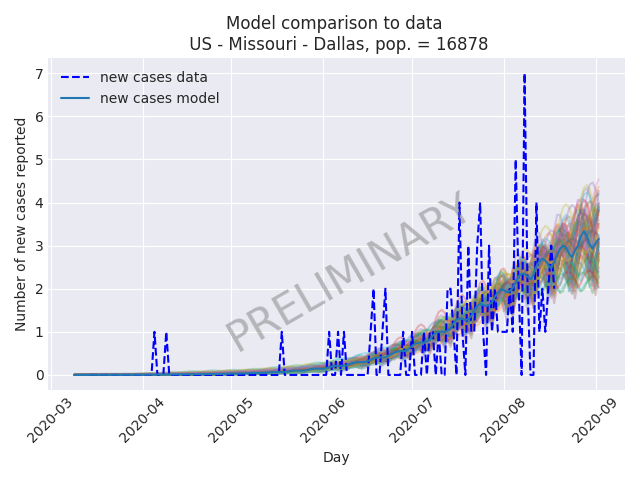 Model comparison to data
US - Missouri - Dallas, pop. = 16878
new cases data
new cases model
PRELIMINARY
Number of new cases reported
7
6
5
4
3
2
1
0
2020-03
2020-04
2020-05
2020-06
2020-07
2020-08
2020-09
Day